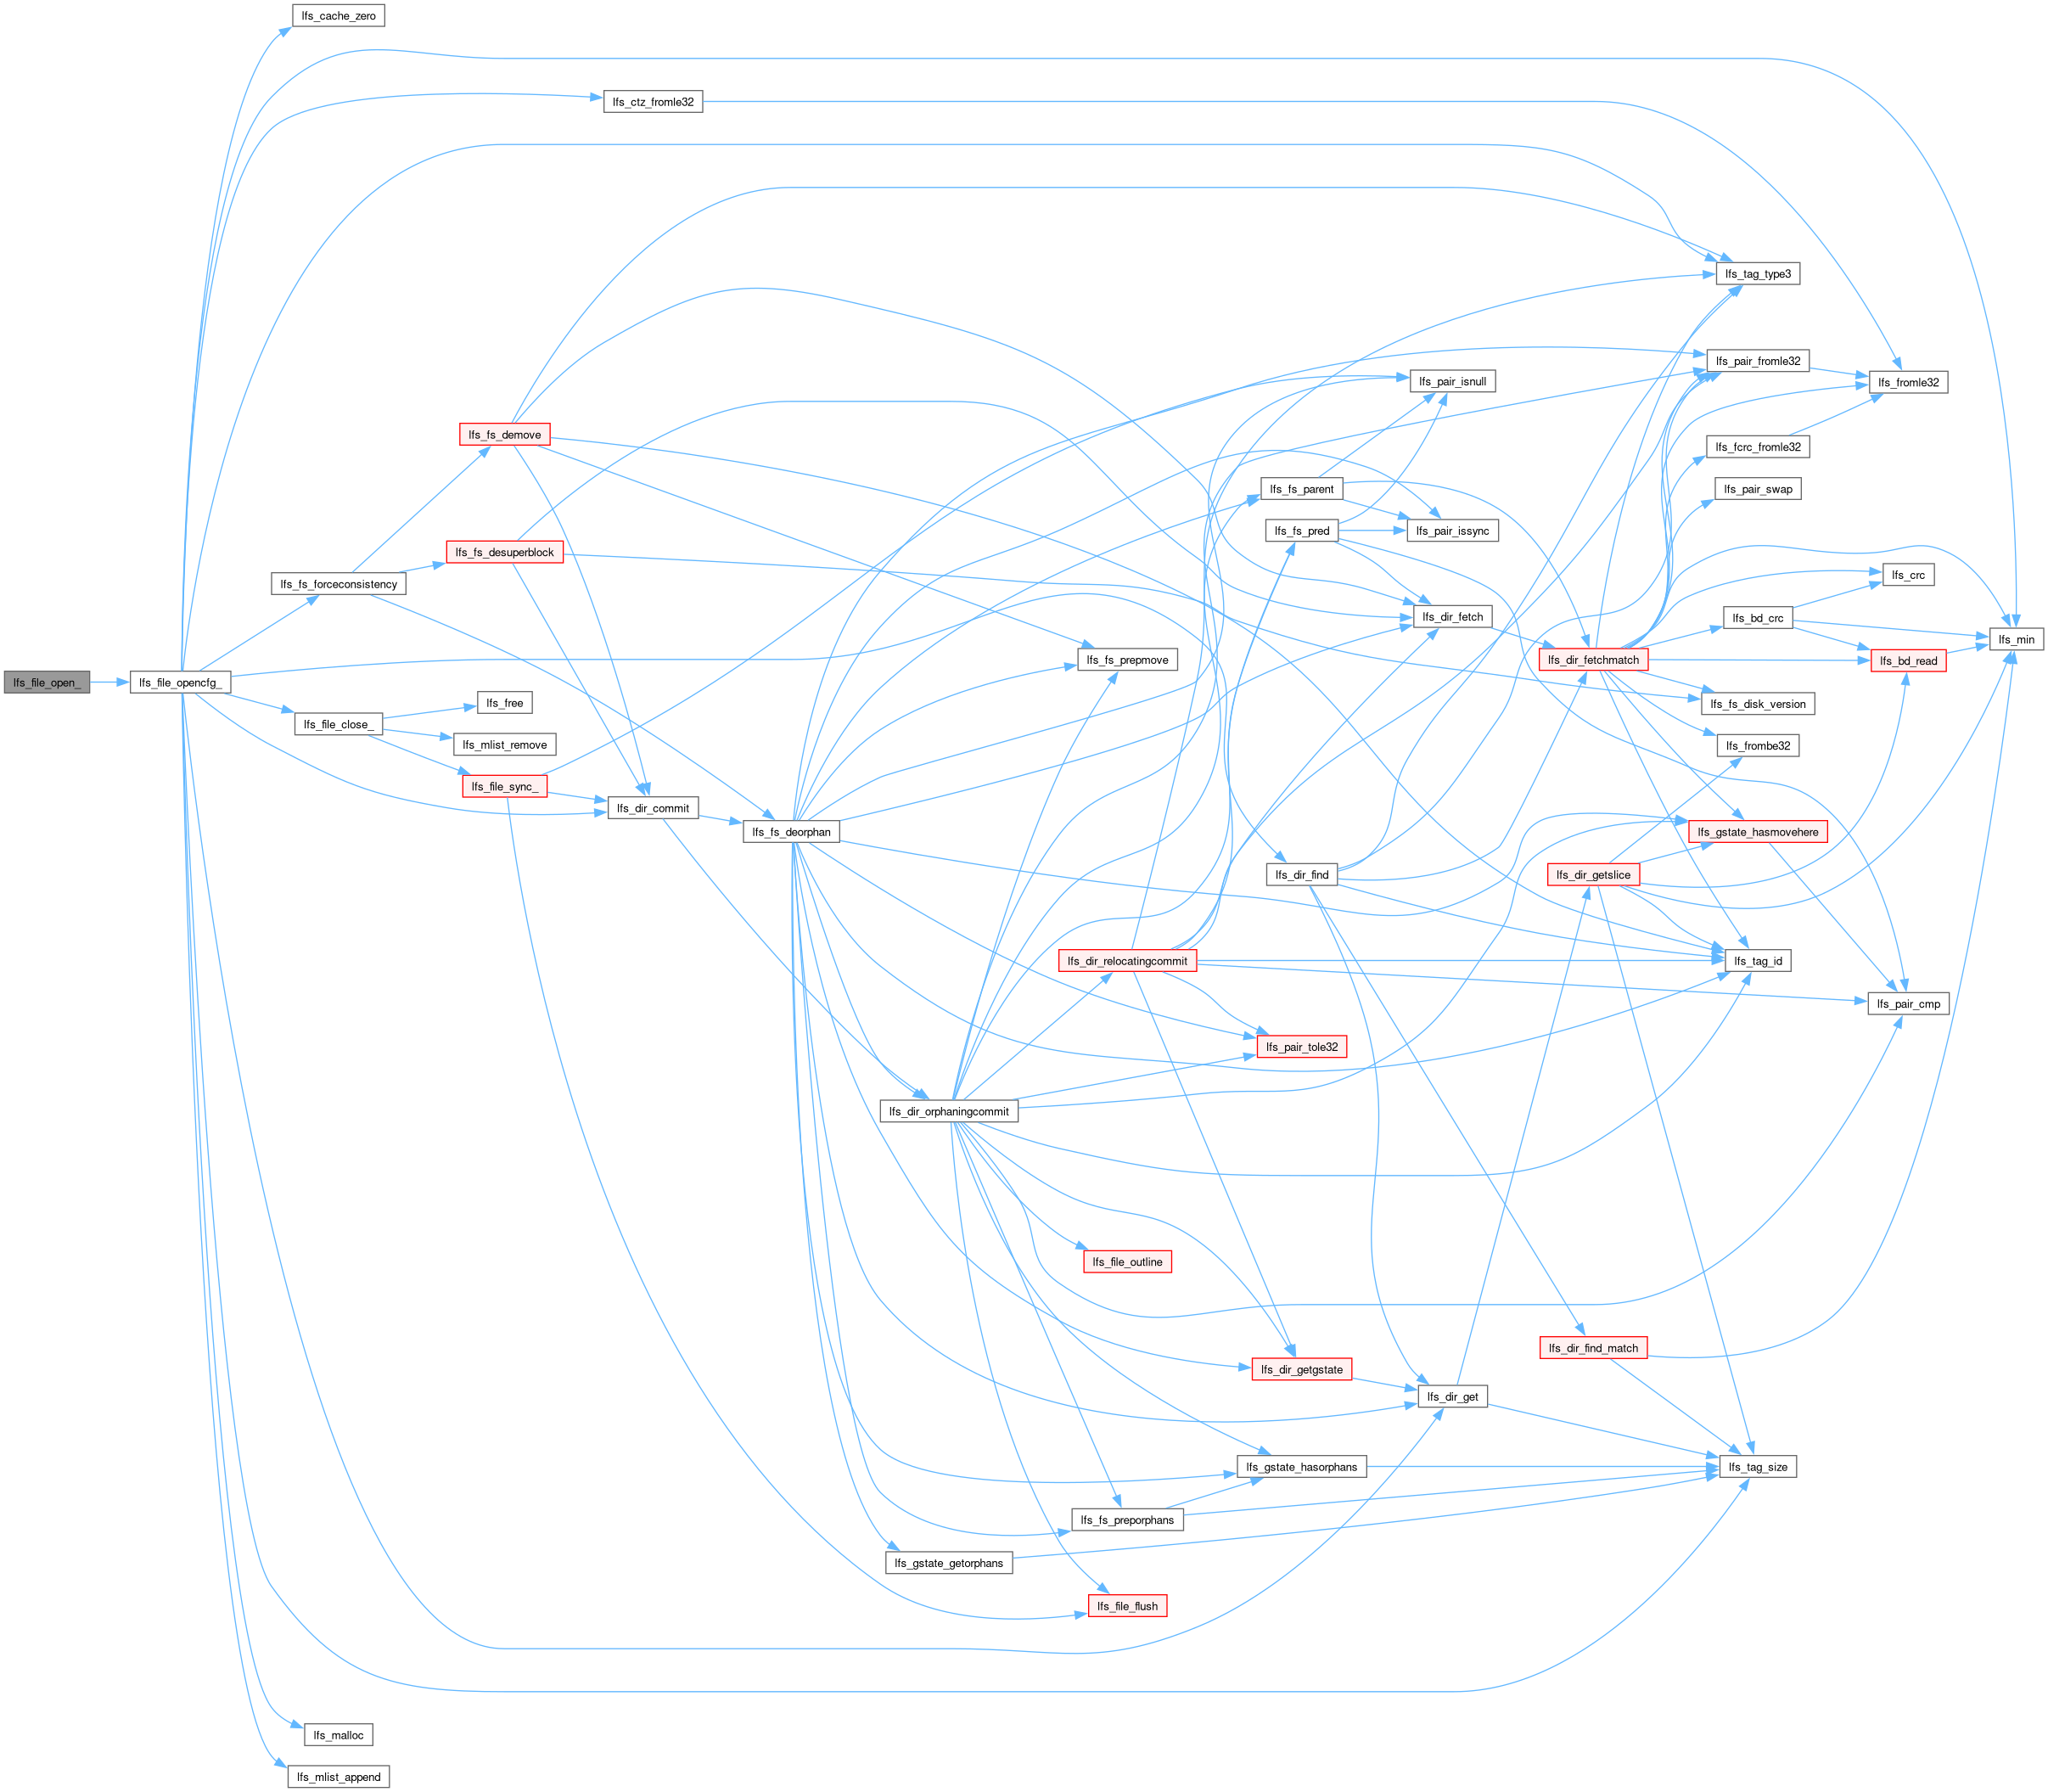 lfs_cache_zero
lfs_ctz_fromle32
lfs_tag_type3
lfs_pair_fromle32
lfs_pair_isnull
lfs_fromle32
lfs_fs_demove
lfs_fcrc_fromle32
lfs_fs_parent
lfs_pair_swap
lfs_fs_pred
lfs_pair_issync
lfs_fs_desuperblock
lfs_crc
lfs_fs_forceconsistency
lfs_dir_fetch
lfs_bd_crc
lfs_min
lfs_fs_prepmove
lfs_dir_fetchmatch
lfs_bd_read
lfs_file_open_
lfs_file_opencfg_
lfs_free
lfs_fs_disk_version
lfs_file_close_
lfs_mlist_remove
lfs_frombe32
lfs_file_sync_
lfs_dir_commit
lfs_fs_deorphan
lfs_gstate_hasmovehere
lfs_dir_find
lfs_dir_getslice
lfs_dir_relocatingcommit
lfs_tag_id
lfs_pair_cmp
lfs_pair_tole32
lfs_dir_orphaningcommit
lfs_file_outline
lfs_dir_find_match
lfs_dir_getgstate
lfs_dir_get
lfs_gstate_hasorphans
lfs_tag_size
lfs_fs_preporphans
lfs_gstate_getorphans
lfs_file_flush
lfs_malloc
lfs_mlist_append